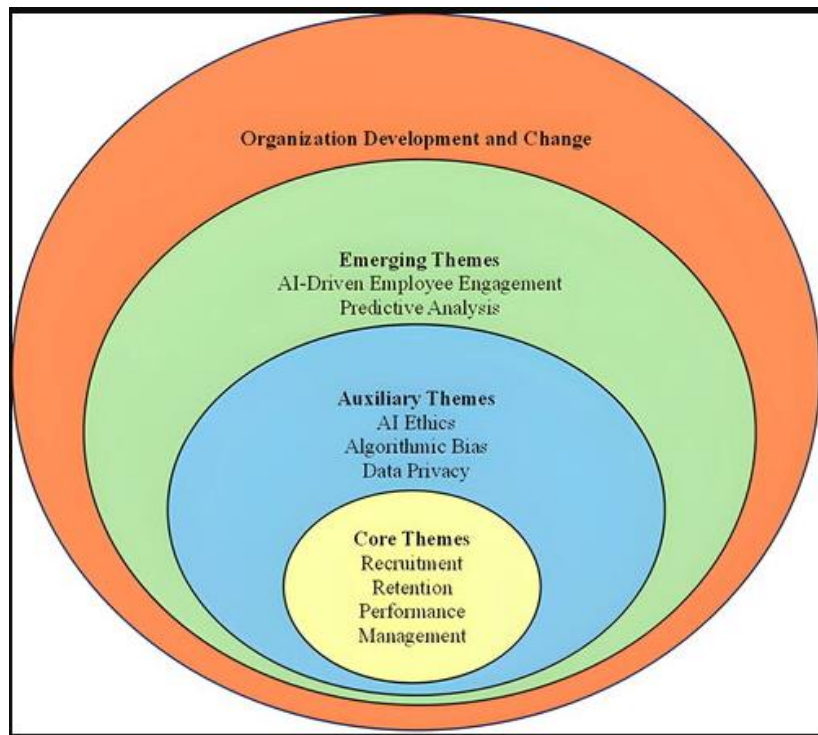 Organization Development and Change
Emerging Themes
AI-Driven Employee Engagement
Predictive Analysis
Auxiliary Themes
AI Ethics
Algorithmic Bias
Data Privacy
Core Themes
Recruitment
Retention
Performance
Management